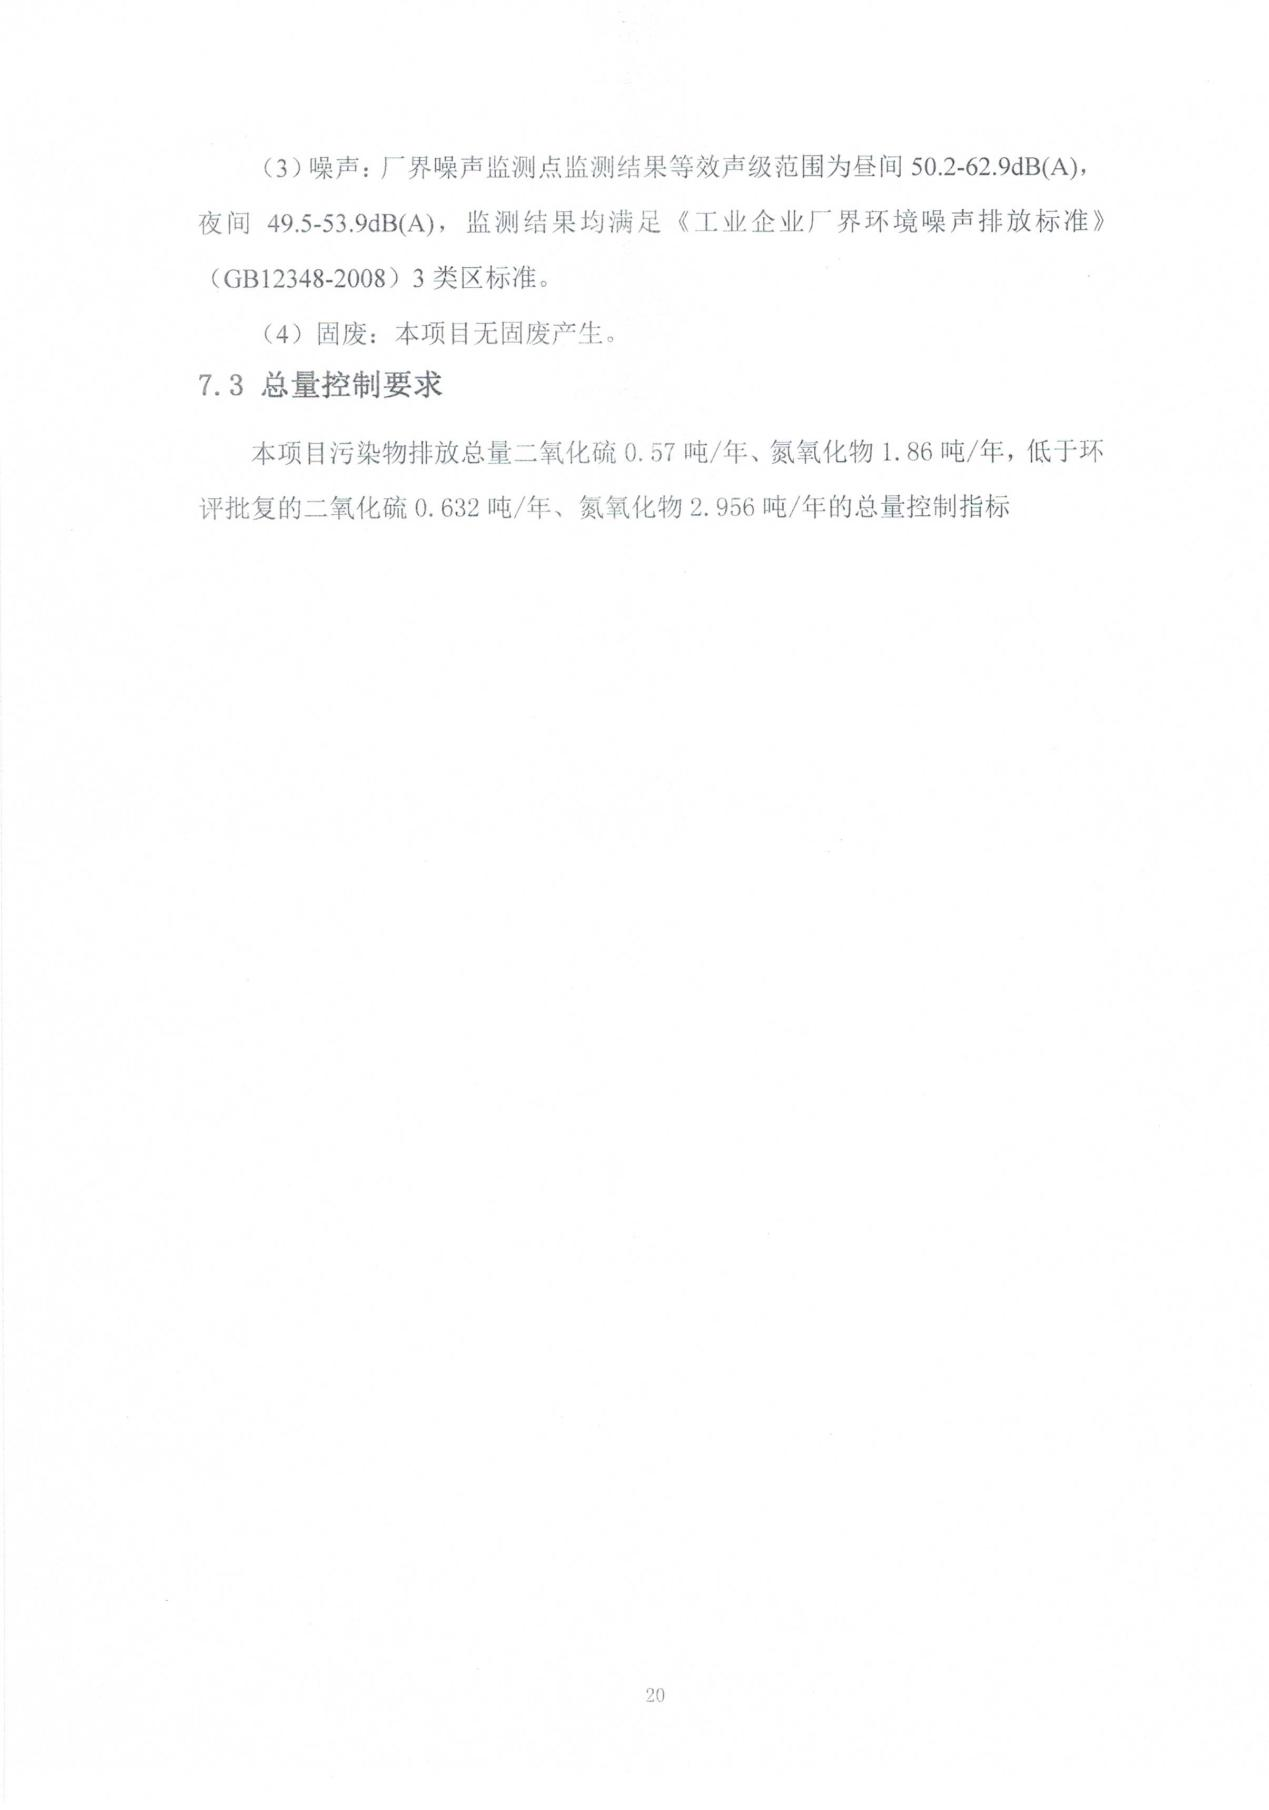 （3）噪声：厂界噪声监测点监测结果等效声级范围为昼间 50.2-62.9dB(A)，
夜间 49.5-53.9dB(A)，监测结果均满足《工业企业厂界环境噪声排放标准》
（GB12348-2008）3 类区标准。
（4）固废：本项目无固废产生。
7.3 总量控制要求
本项目污染物排放总量二氧化硫 0.57 吨/年、氮氧化物 1.86 吨/年，低于环
评批复的二氧化硫 0.632 吨/年、氮氧化物 2.956 吨/年的总量控制指标
20